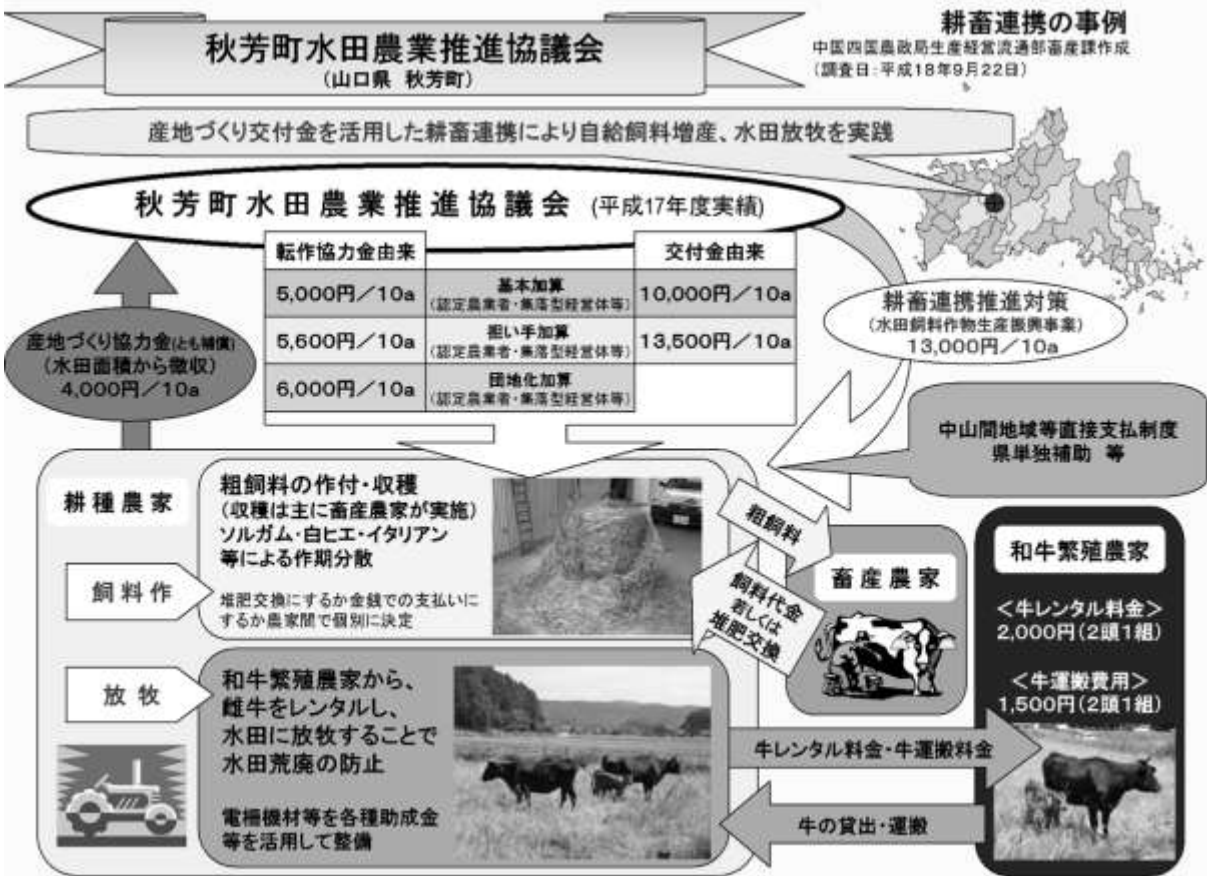 秋芳町水田農業推進協議会
(山口県 秋芳町)
耕畜連携の事例
中国四国農政局生産経営流通部畜産課作成
(調査日:平成18年9月22日)
産地づくり交付金を活用した耕畜連携により自給飼料増産、水田放牧を実践
秋芳町水田農業推進協議会 (平成17年度実績)
転作協力金由来
交付金由来
5,000円/10a
基本加算
(認定農業者・集落型経営体等)
10,000円/10a
5,600円/10a
担い手加算
(認定農業者・集落型経営体等)
13,500円/10a
6,000円/10a
団地化加算
(認定農業者・集落型経営体等)
産地づくり協力金(とも補償)
(水田面積から徴収)
4,000円/10a
耕畜連携推進対策
(水田飼料作物生産振興事業)
13,000円/10a
中山間地域等直接支払制度
県単独補助 等
耕種農家
飼料作
粗飼料の作付・収穫
(収穫は主に畜産農家が実施)
ソルガム・白ヒエ・イタリアン
等による作期分散
堆肥交換にするか金銭での支払いに
するか農家間で個別に決定
粗飼料
飼料代金
若しくは
堆肥交換
畜産農家
和牛繁殖農家
<牛レンタル料金>
2,000円(2頭1組)
<牛運搬費用>
1,500円(2頭1組)
放牧
和牛繁殖農家から、
雌牛をレンタルし、
水田に放牧することで
水田荒廃の防止
電柵機材等を各種助成金
等を活用して整備
牛レンタル料金・牛運搬料金
牛の貸出・運搬